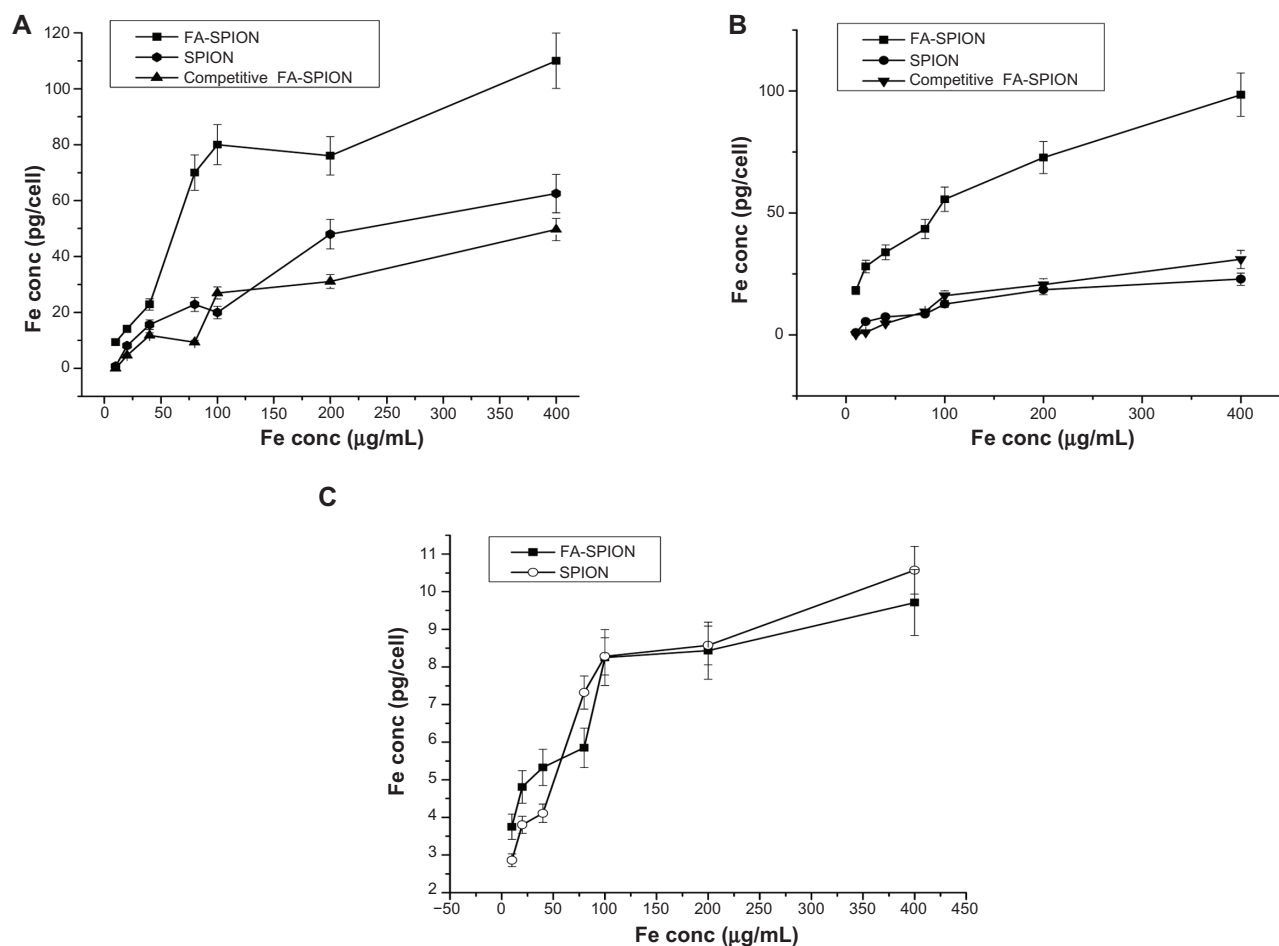 A
FA-SPION
SPION
Competitive FA-SPION
120
100
80
60
40
20
0
Fe conc (pg/cell)
0 50 100 150 200 250 300 350 400
Fe conc (μg/mL)
B
FA-SPION
SPION
Competitive FA-SPION
100
50
0
Fe conc (pg/cell)
0 100 200 300 400
Fe conc (μg/mL)
C
FA-SPION
SPION
11
10
9
8
7
6
5
4
3
2
Fe conc (pg/cell)
−50 0 50 100 150 200 250 300 350 400 450
Fe conc (μg/mL)